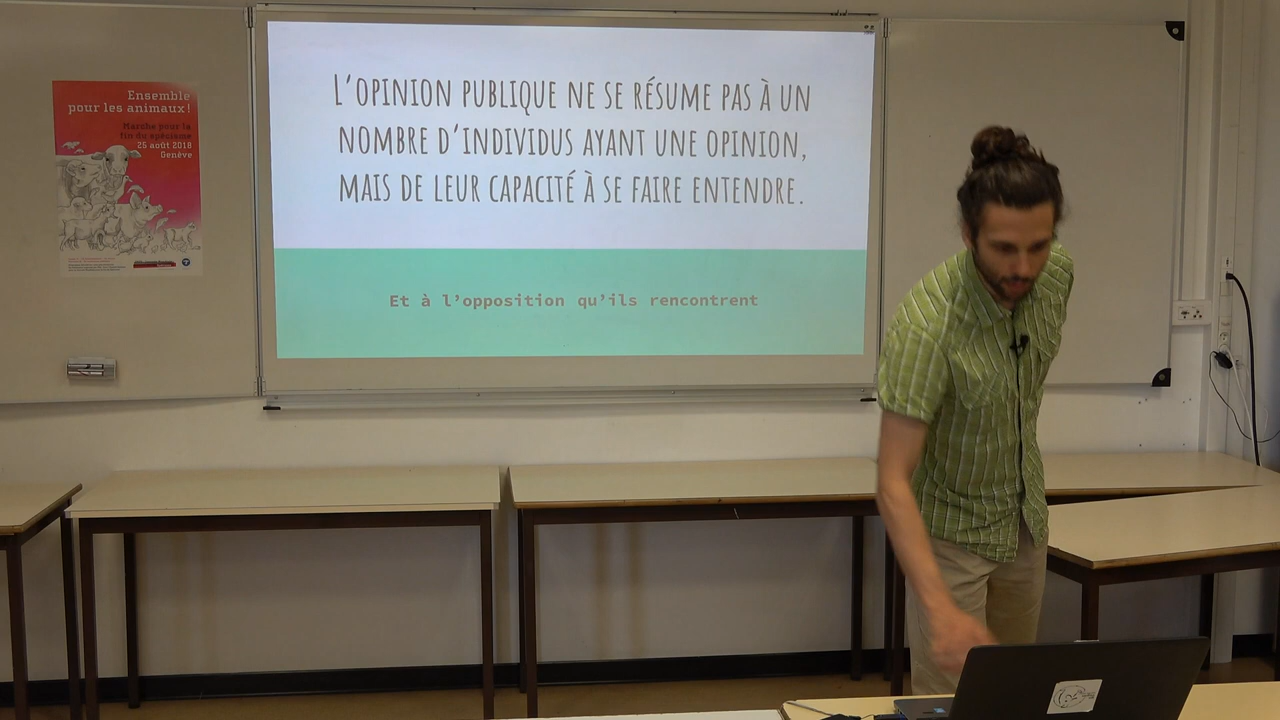 Ensemble
pour les animaux!
Marche pour la
fin du spécisme
25 août 2018
Genève
L'OPINION PUBLIQUE NE SE RÉSUME PAS À UN
NOMBRE D'INDIVIDUS AYANT UNE OPINION,
MAIS DE LEUR CAPACITÉ À SE FAIRE ENTENDRE.
Et à l'opposition qu'ils rencontrent